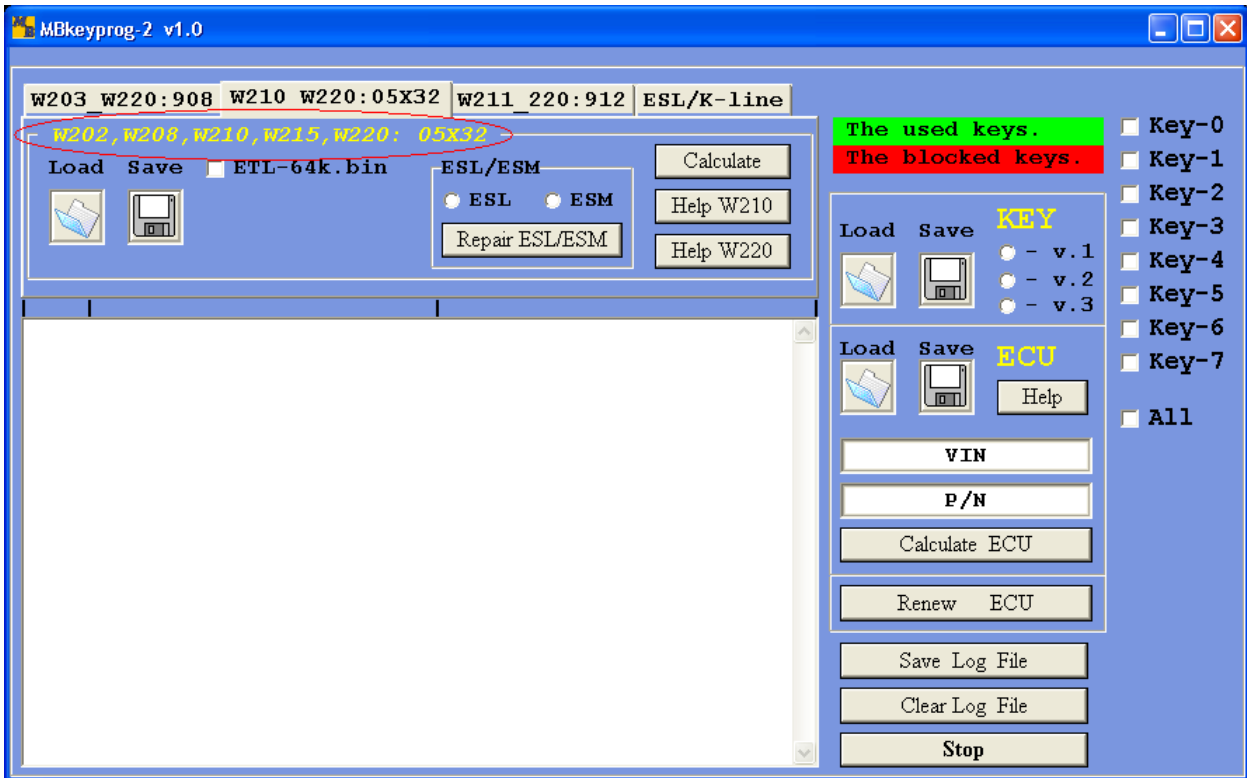 MBkeyprog-2 v1.0
W203_W220:908 W210_W220:05X32 W211_220:912 ESL/K-line
W202,W208,W210,W215,W220: 05X32
Load Save ETL-64k.bin
ESL/ESM
ESL ESM
Repair ESL/ESM
Calculate
Help W210
Help W220
The used keys.
The blocked keys.
KEY
Load Save
- v.1
- v.2
- v.3
ECU
Load Save
Help
VIN
P/N
Calculate ECU
Renew ECU
Save Log File
Clear Log File
Stop
Key-0
Key-1
Key-2
Key-3
Key-4
Key-5
Key-6
Key-7
All